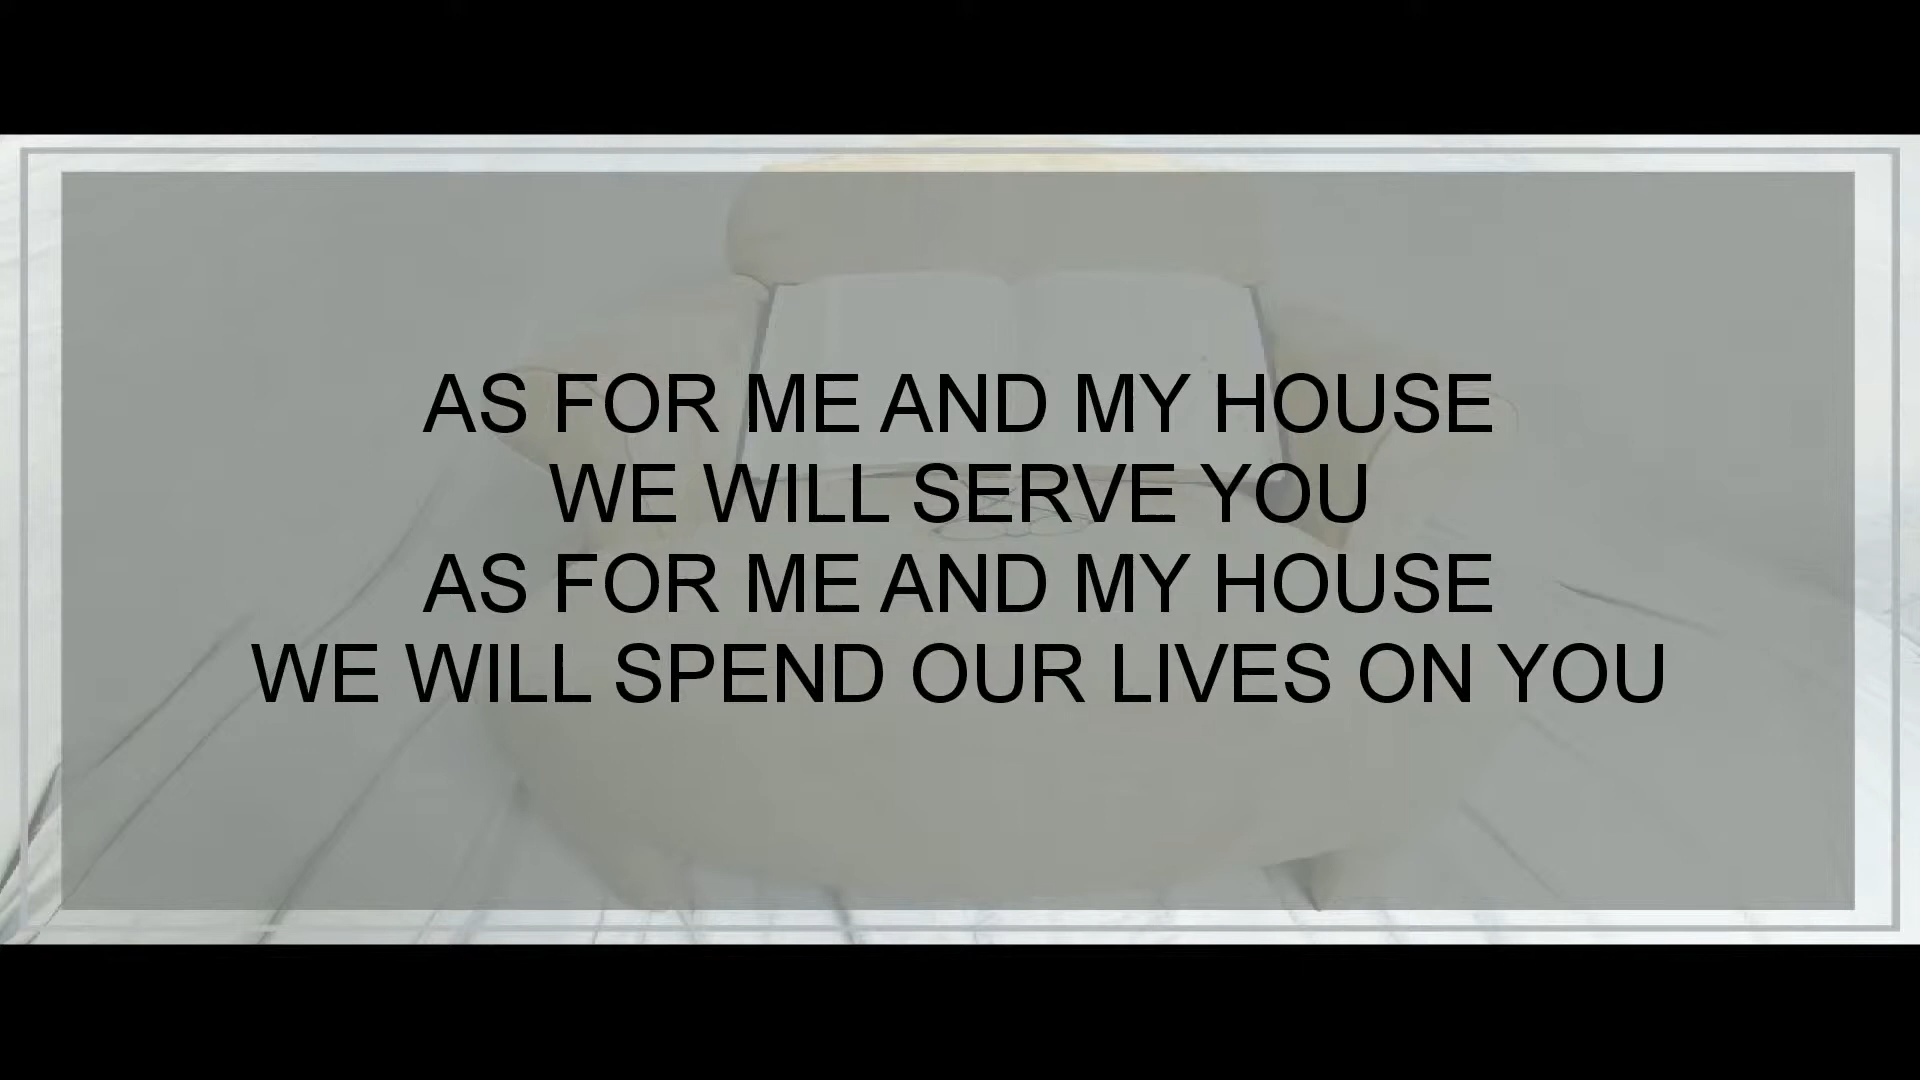 AS FOR ME AND MY HOUSE
WE WILL SERVE YOU
AS FOR ME AND MY HOUSE
WE WILL SPEND OUR LIVES ON YOU